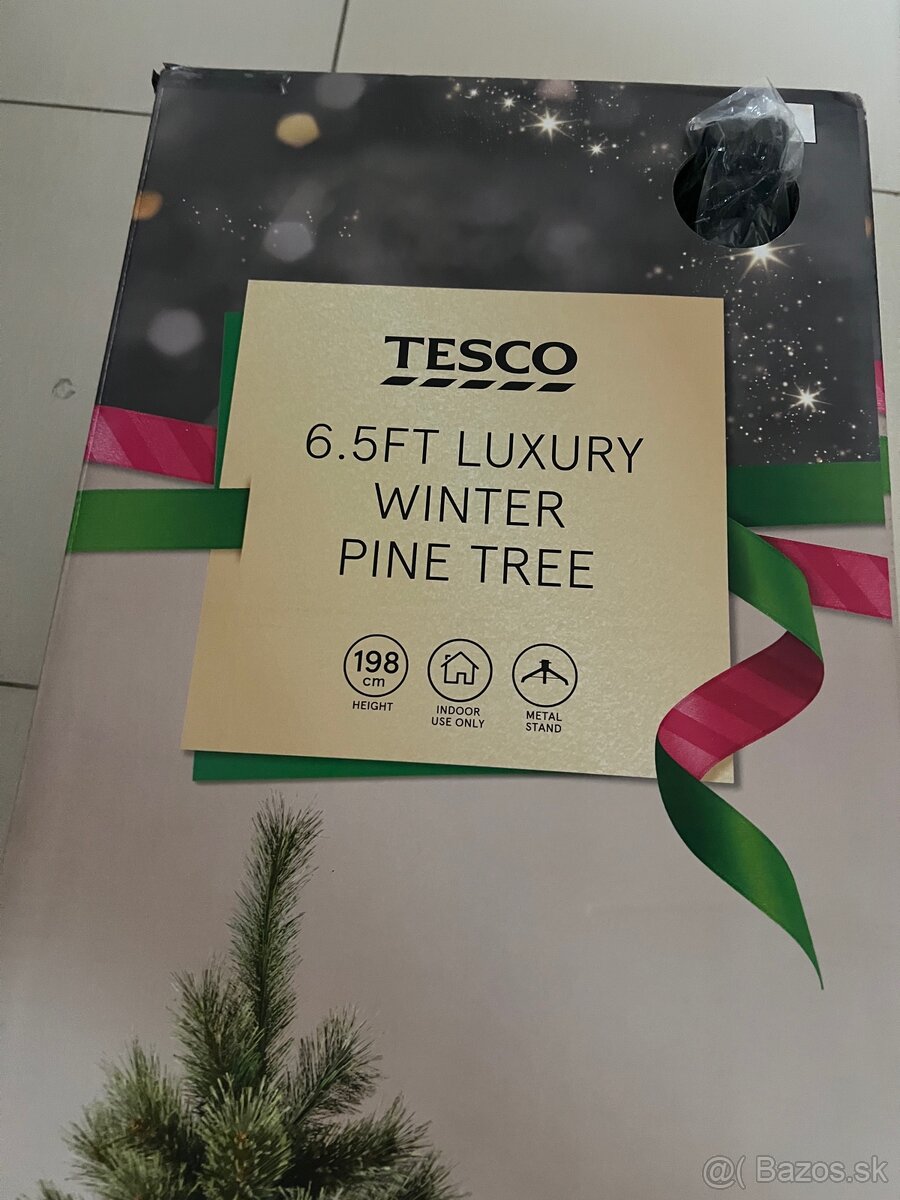 TESCO
6.5FT LUXURY
WINTER
PINE TREE
198
cm
HEIGHT
INDOOR
USE ONLY
METAL
STAND
@( Bazos.sk